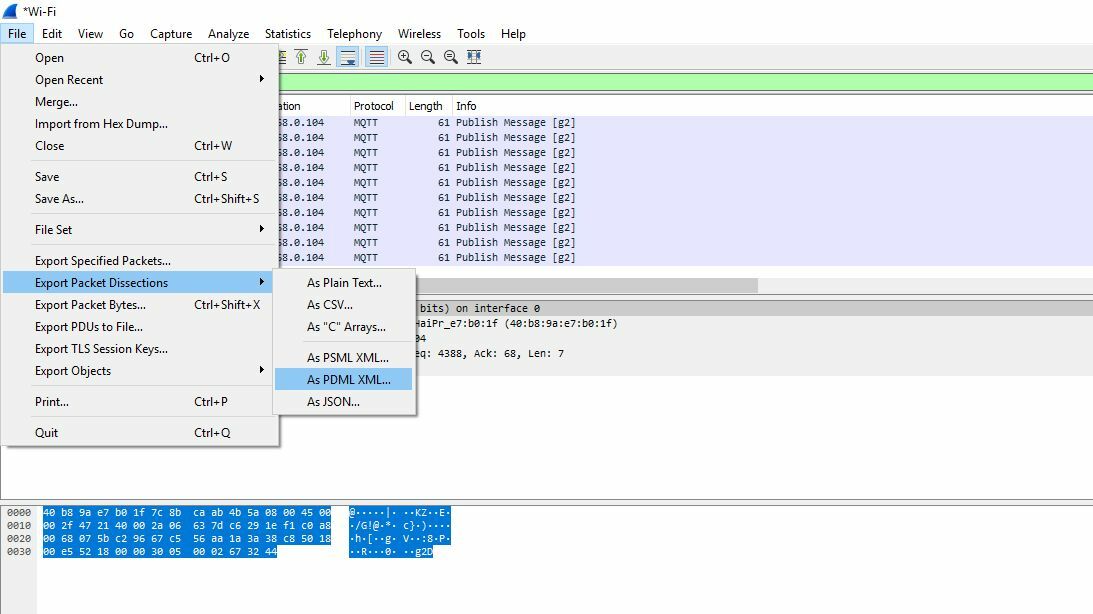 *Wi-Fi
File Edit View Go Capture Analyze Statistics Telephony Wireless Tools Help
Open Ctrl+O
Open Recent
Merge...
Import from Hex Dump...
Close Ctrl+W
Save Ctrl+S
Save As... Ctrl+Shift+S
File Set
Export Specified Packets...
Export Packet Dissections
Export Packet Bytes... Ctrl+Shift+X
Export PDUs to File...
Export TLS Session Keys...
Export Objects
Print... Ctrl+P
Quit Ctrl+Q
As Plain Text...
As CSV...
As "C" Arrays...
As PSML XML...
As PDML XML...
As JSON...
ation Protocol Length Info
58.0.104 MQTT 61 Publish Message [g2]
58.0.104 MQTT 61 Publish Message [g2]
58.0.104 MQTT 61 Publish Message [g2]
58.0.104 MQTT 61 Publish Message [g2]
58.0.104 MQTT 61 Publish Message [g2]
58.0.104 MQTT 61 Publish Message [g2]
58.0.104 MQTT 61 Publish Message [g2]
58.0.104 MQTT 61 Publish Message [g2]
58.0.104 MQTT 61 Publish Message [g2]
58.0.104 MQTT 61 Publish Message [g2]
bits) on interface 0
HaiPr_e7:b0:1f (40:b8:9a:e7:b0:1f)
04
eq: 4388, Ack: 68, Len: 7
0000 40 b8 9a e7 b0 1f 7c 8b ca ab 4b 5a 08 00 45 00 @·····|· ··KZ··E·
0010 00 2f 47 21 40 00 2a 06 63 7d c6 29 1e f1 c0 a8 ·/G!@·*· c}·)····
0020 00 68 07 5b c2 96 67 c5 56 aa 1a 3a 38 c8 50 18 ·h·[··g· V··:8·P·
0030 00 e5 52 18 00 00 30 05 00 02 67 32 44 ··R···0· ··g2D